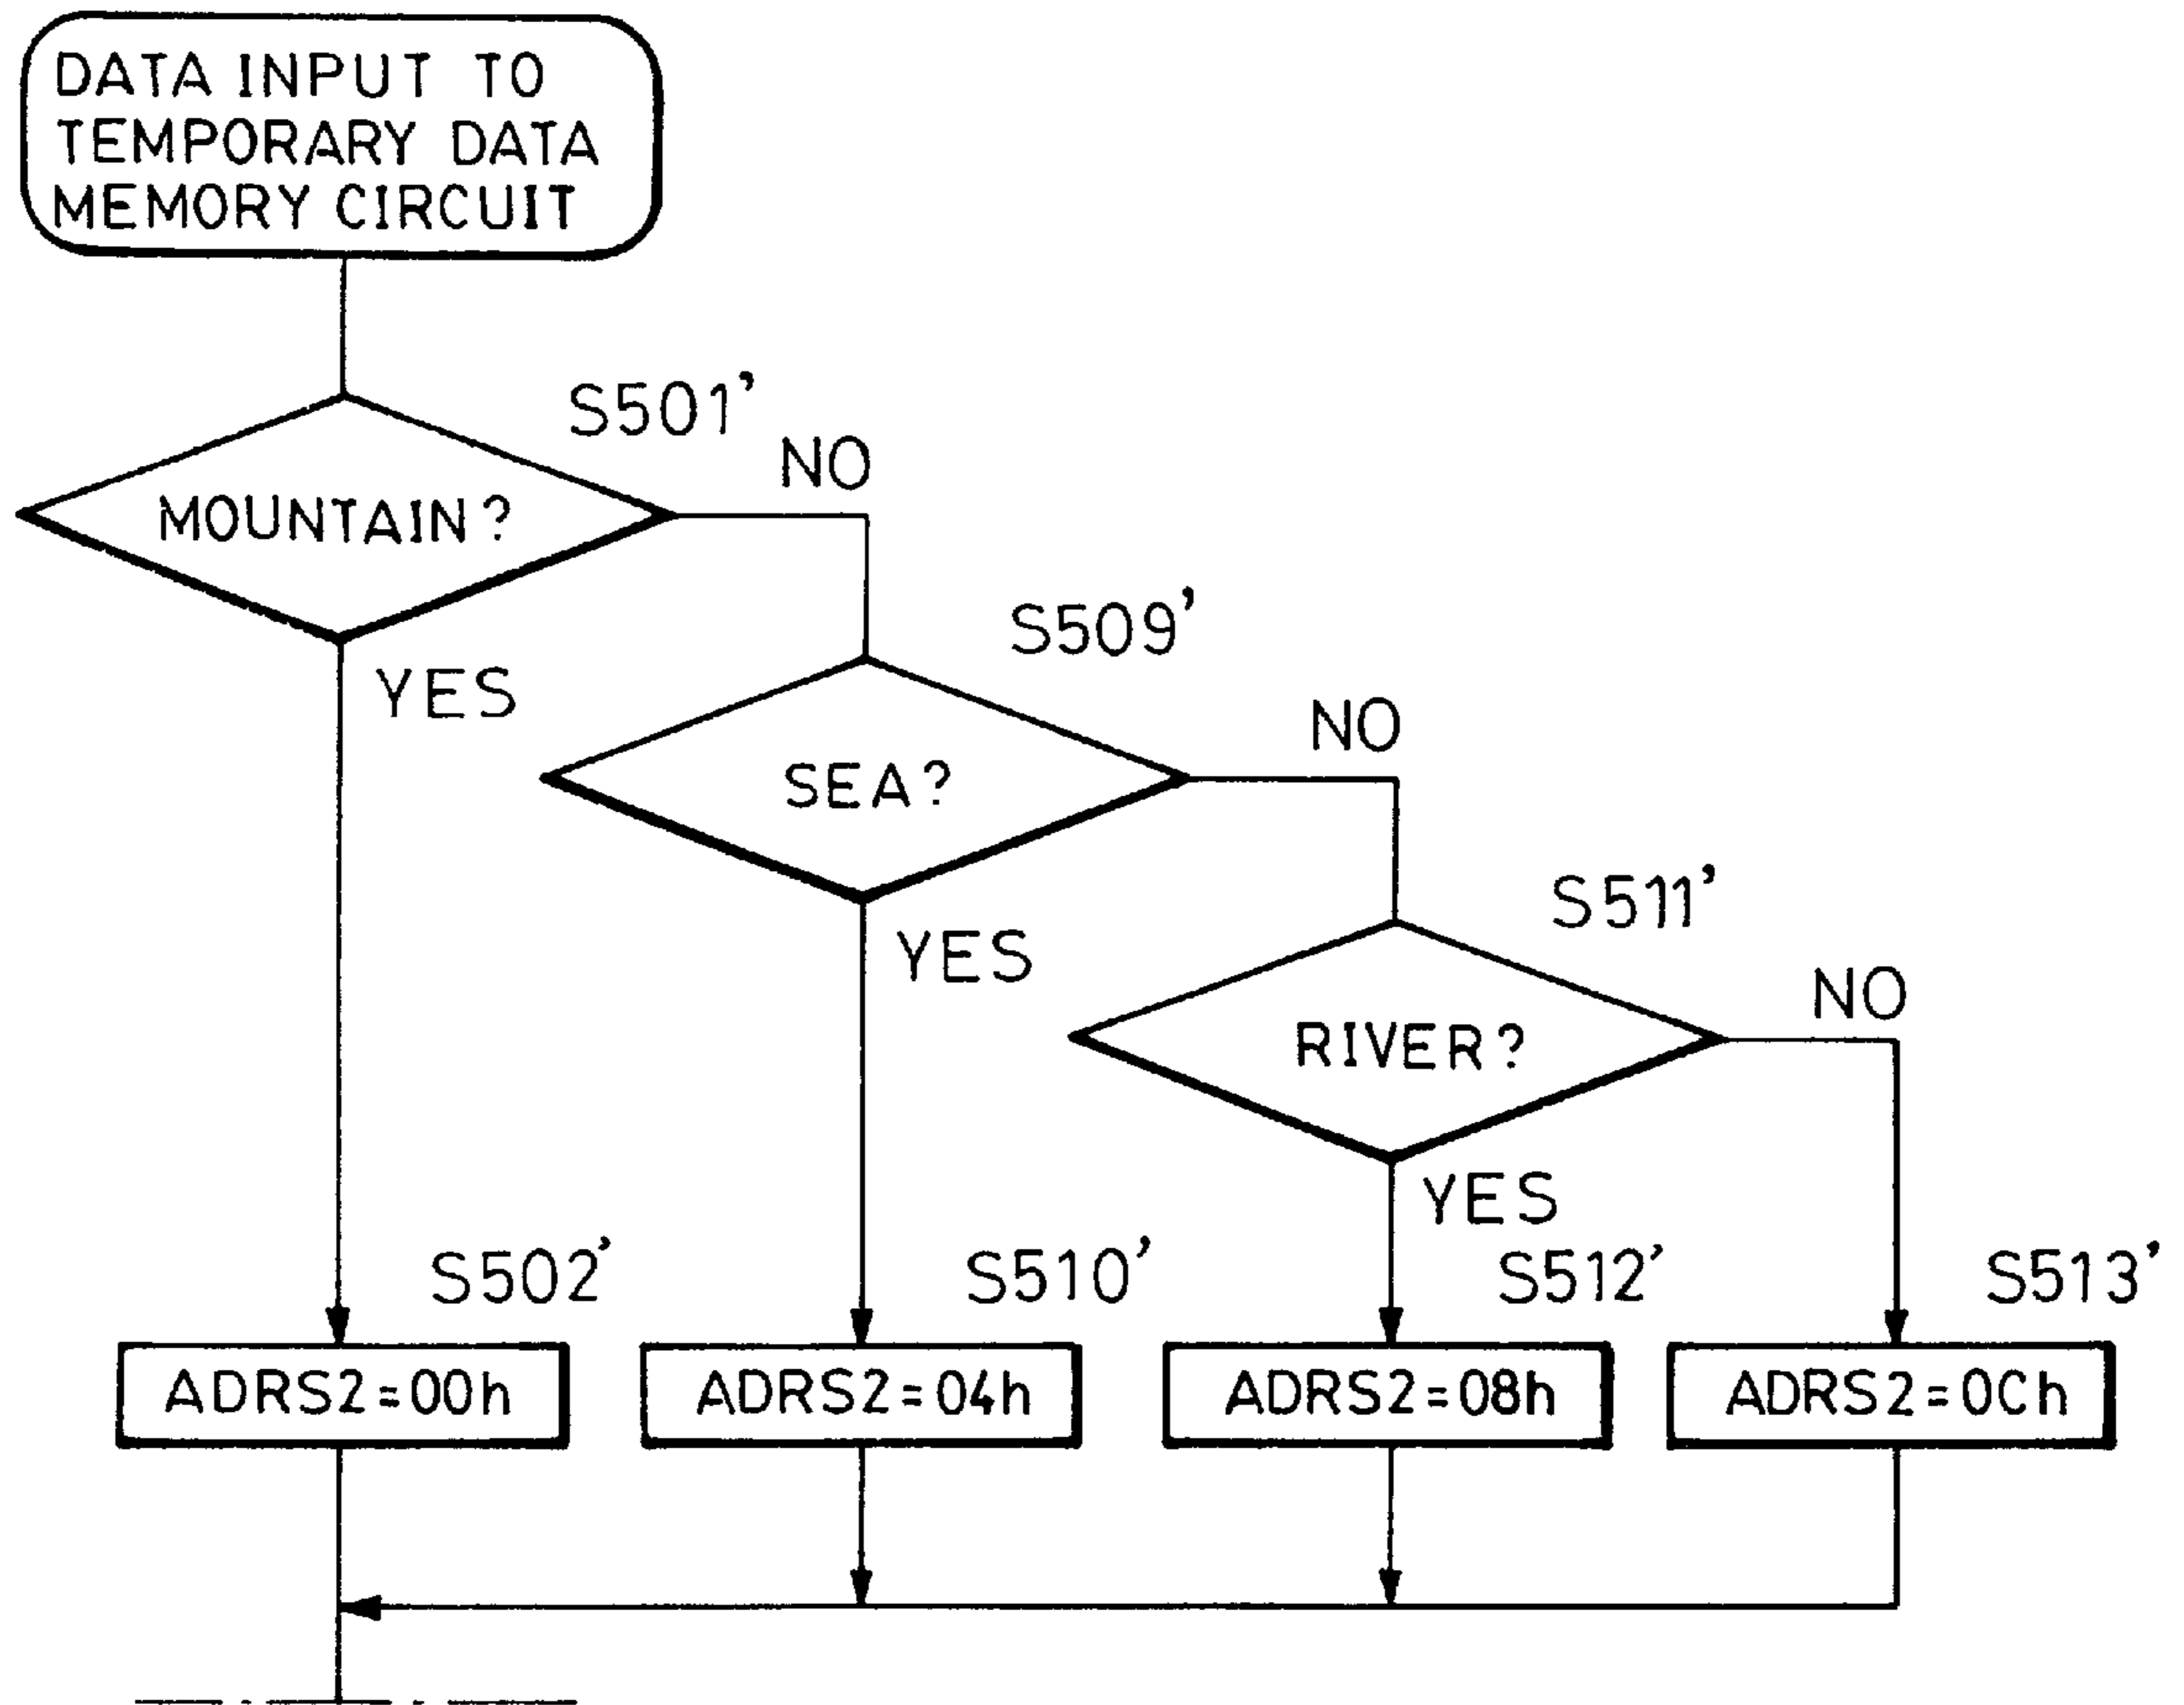 DATA INPUT TO
TEMPORARY DATA
MEMORY CIRCUIT
S501'
NO
MOUNTAIN?
YES
S509'
NO
SEA?
YES
S511'
NO
RIVER?
YES
S502'
S510'
S512'
S513'
ADRS2=00h
ADRS2=04h
ADRS2=08h
ADRS2=0Ch